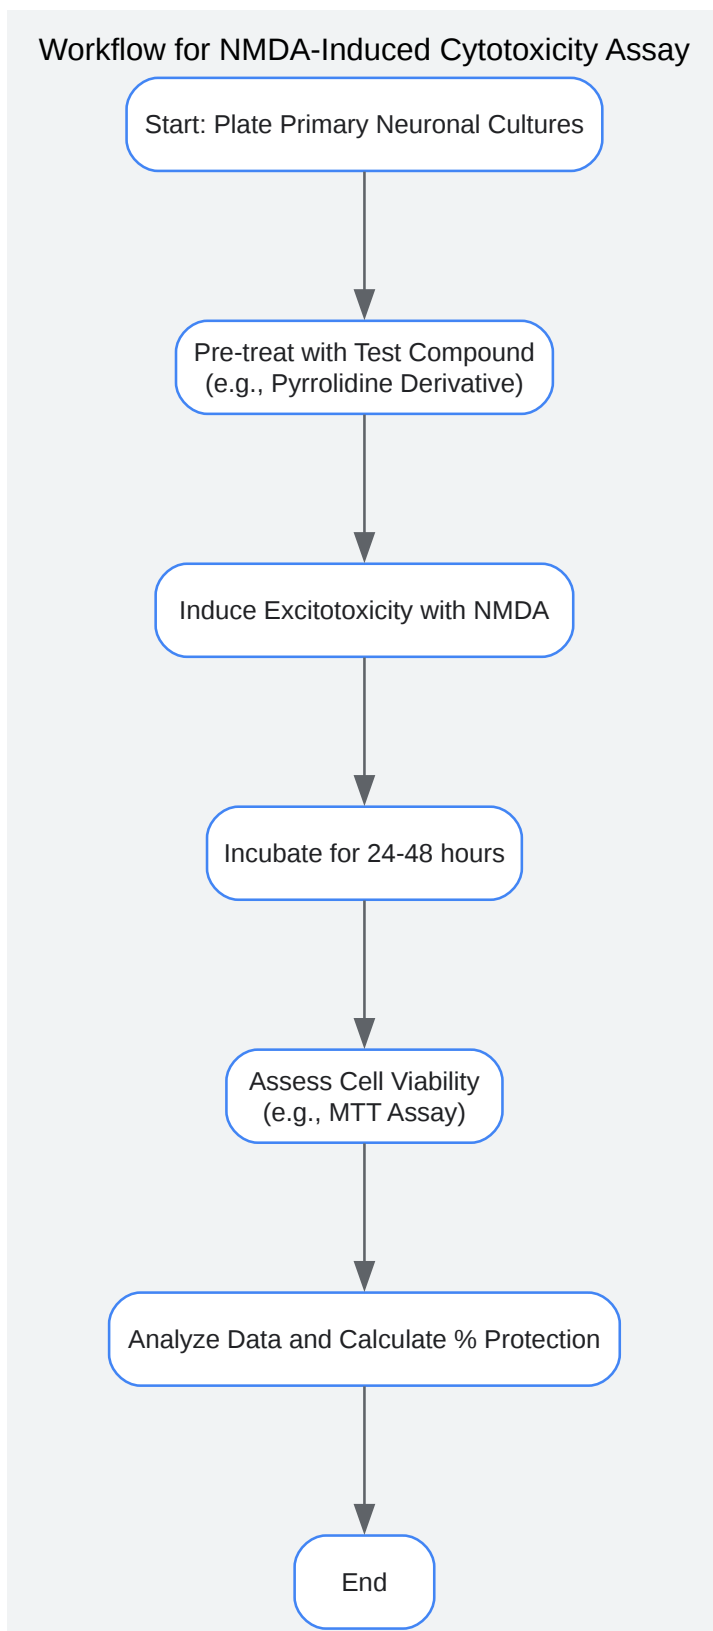 Workflow for NMDA-Induced Cytotoxicity Assay
Start: Plate Primary Neuronal Cultures
Pre-treat with Test Compound
(e.g., Pyrrolidine Derivative)
Induce Excitotoxicity with NMDA
Incubate for 24-48 hours
Assess Cell Viability
(e.g., MTT Assay)
Analyze Data and Calculate % Protection
End